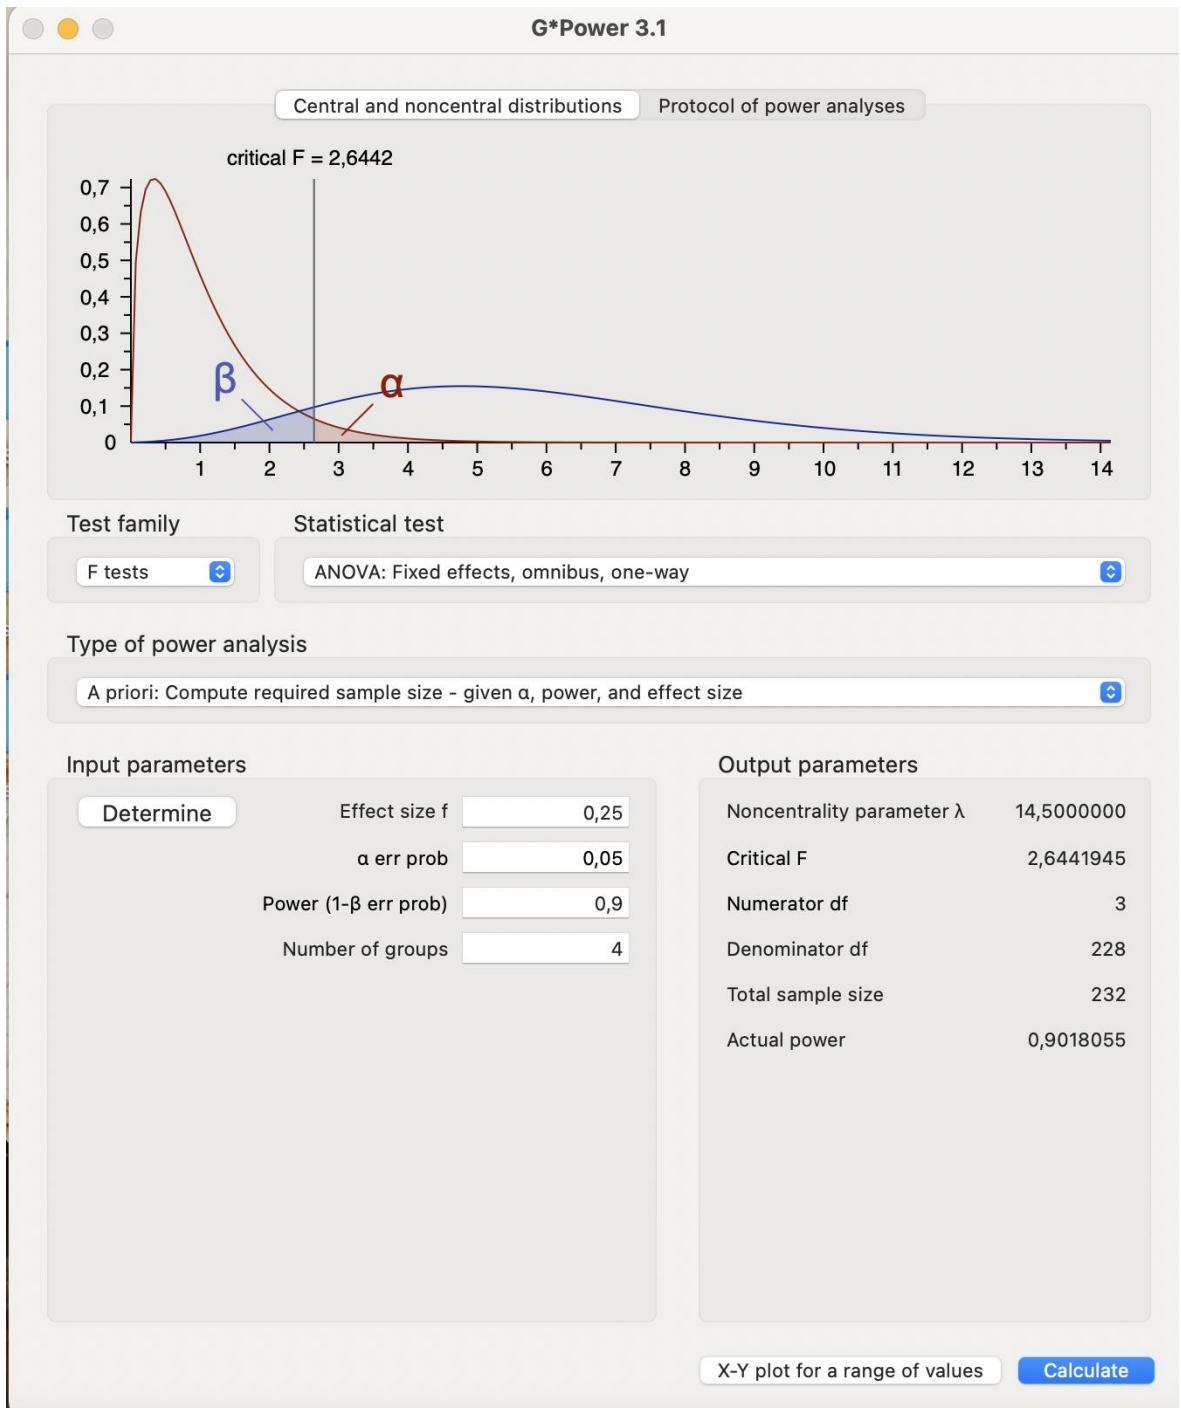 G*Power 3.1
Central and noncentral distributions Protocol of power analyses
critical F = 2,6442
0,7
0,6
0,5
0,4
0,3
0,2
0,1
0
β α
1 2 3 4 5 6 7 8 9 10 11 12 13 14
Test family Statistical test
F tests ANOVA: Fixed effects, omnibus, one-way
Type of power analysis
A priori: Compute required sample size - given α, power, and effect size
Input parameters Output parameters
Determine Effect size f 0,25 Noncentrality parameter λ 14,5000000
α err prob 0,05 Critical F 2,6441945
Power (1-β err prob) 0,9 Numerator df 3
Number of groups 4 Denominator df 228
Total sample size 232
Actual power 0,9018055
X-Y plot for a range of values Calculate